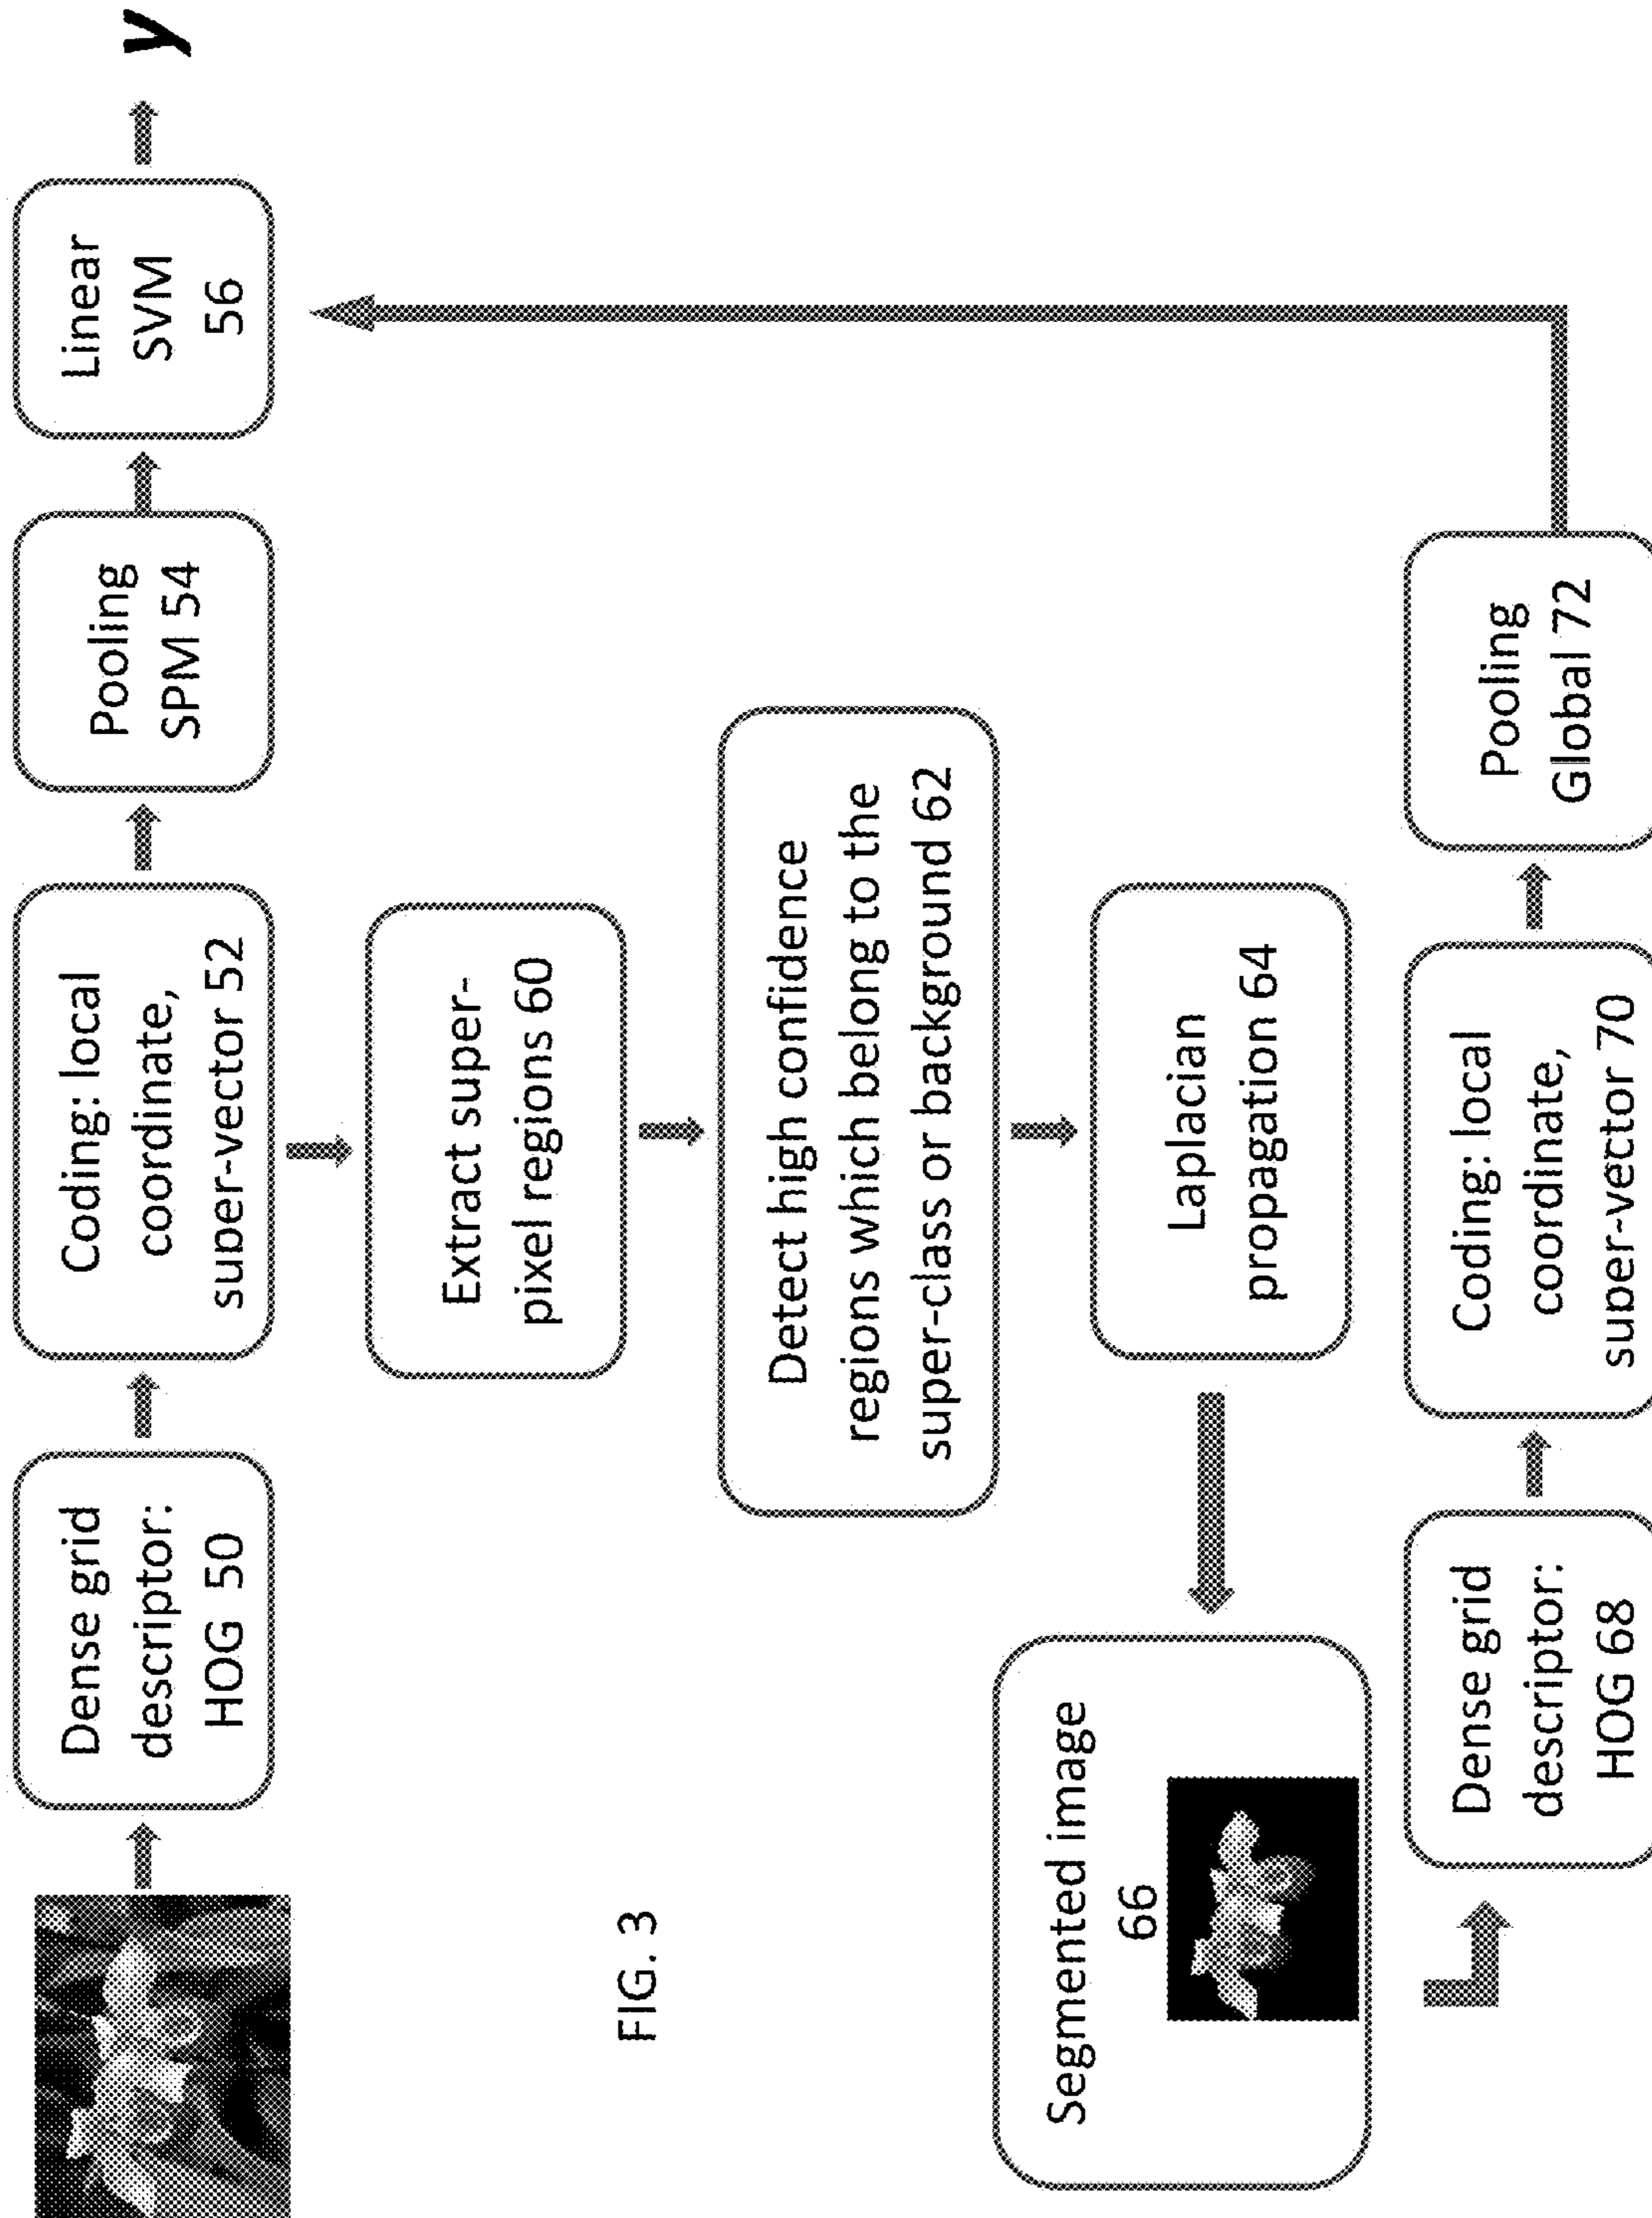 Dense grid
descriptor:
HOG 50
Coding: local
coordinate,
super-vector 52
Pooling
SPM 54
Linear
SVM
56
y
Extract super-
pixel regions 60
FIG. 3
Detect high confidence
regions which belong to the
super-class or background 62
Laplacian
propagation 64
Segmented image
66
Dense grid
descriptor:
HOG 68
Coding: local
coordinate,
super-vector 70
Pooling
Global 72